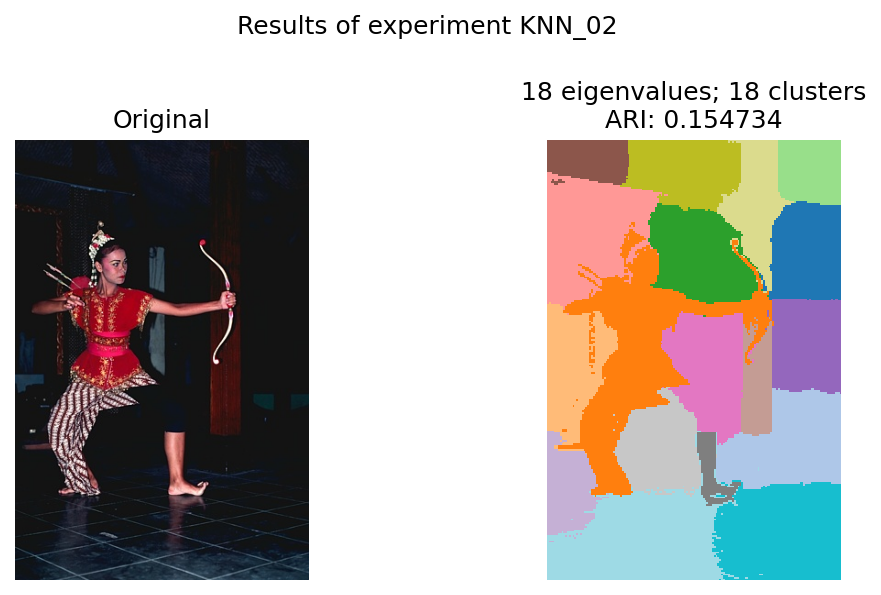 Results of experiment KNN_02
Original
18 eigenvalues; 18 clusters
ARI: 0.154734